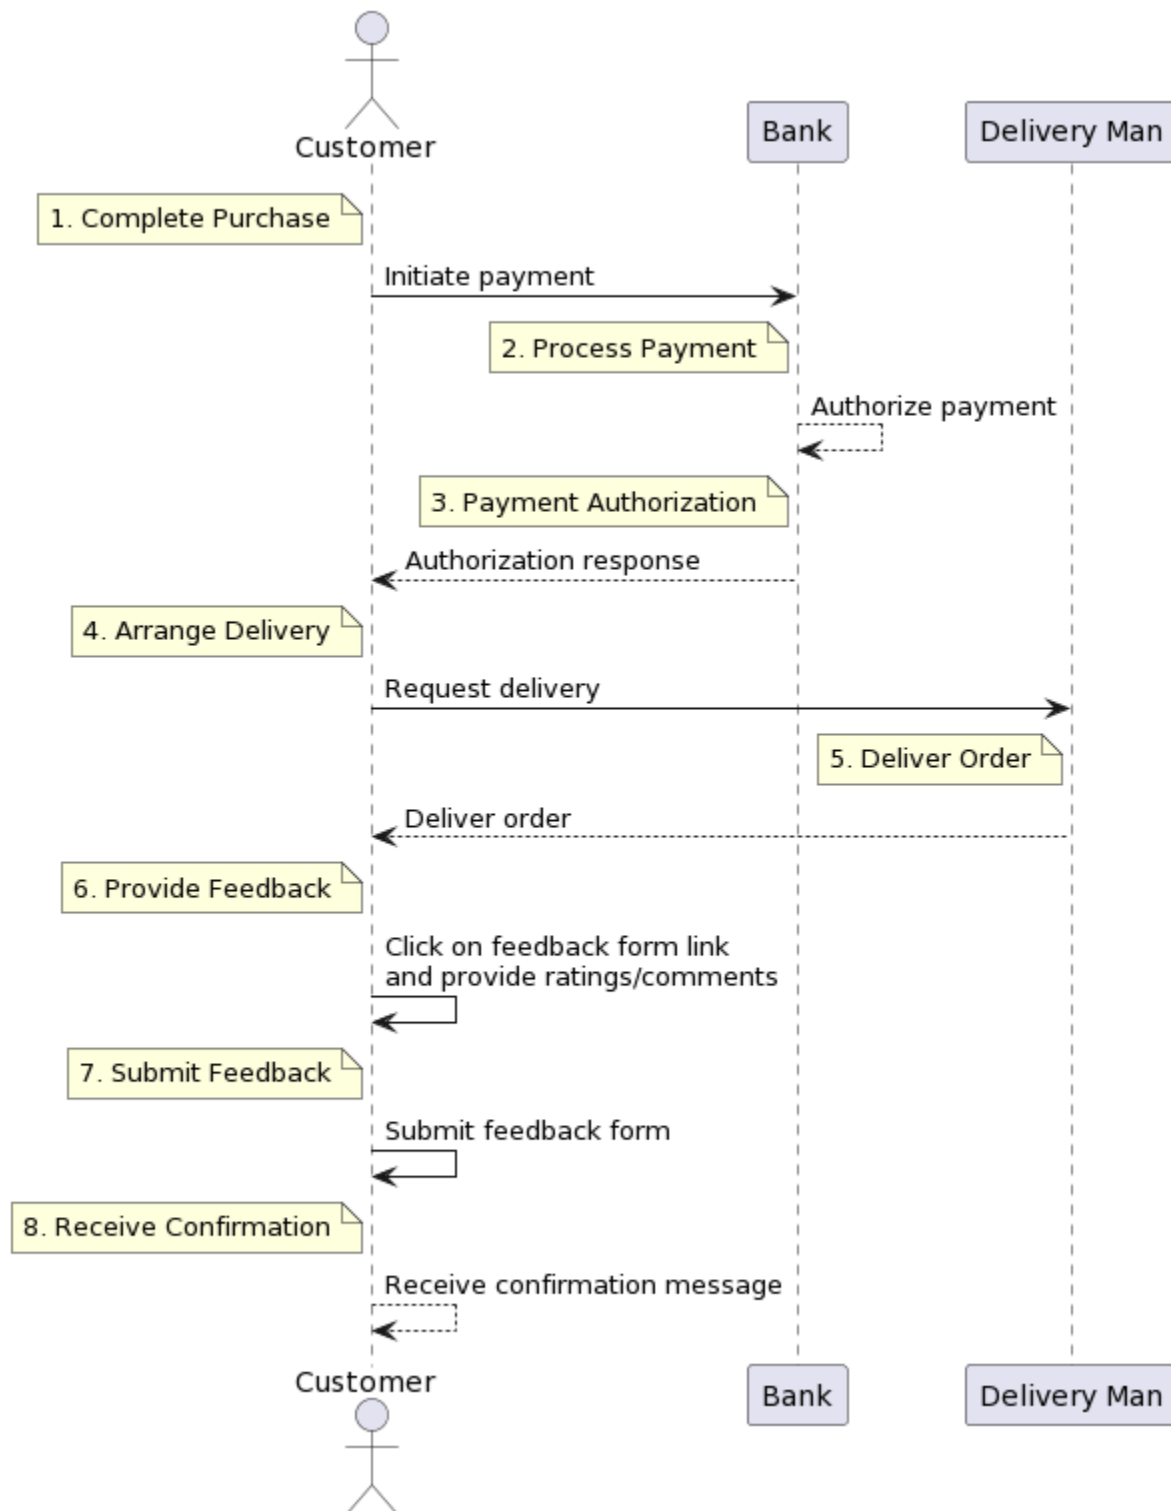 Customer
Bank
Delivery Man
1. Complete Purchase
Initiate payment
2. Process Payment
Authorize payment
3. Payment Authorization
Authorization response
4. Arrange Delivery
Request delivery
5. Deliver Order
Deliver order
6. Provide Feedback
Click on feedback form link
and provide ratings/comments
7. Submit Feedback
Submit feedback form
8. Receive Confirmation
Receive confirmation message
Customer
Bank
Delivery Man